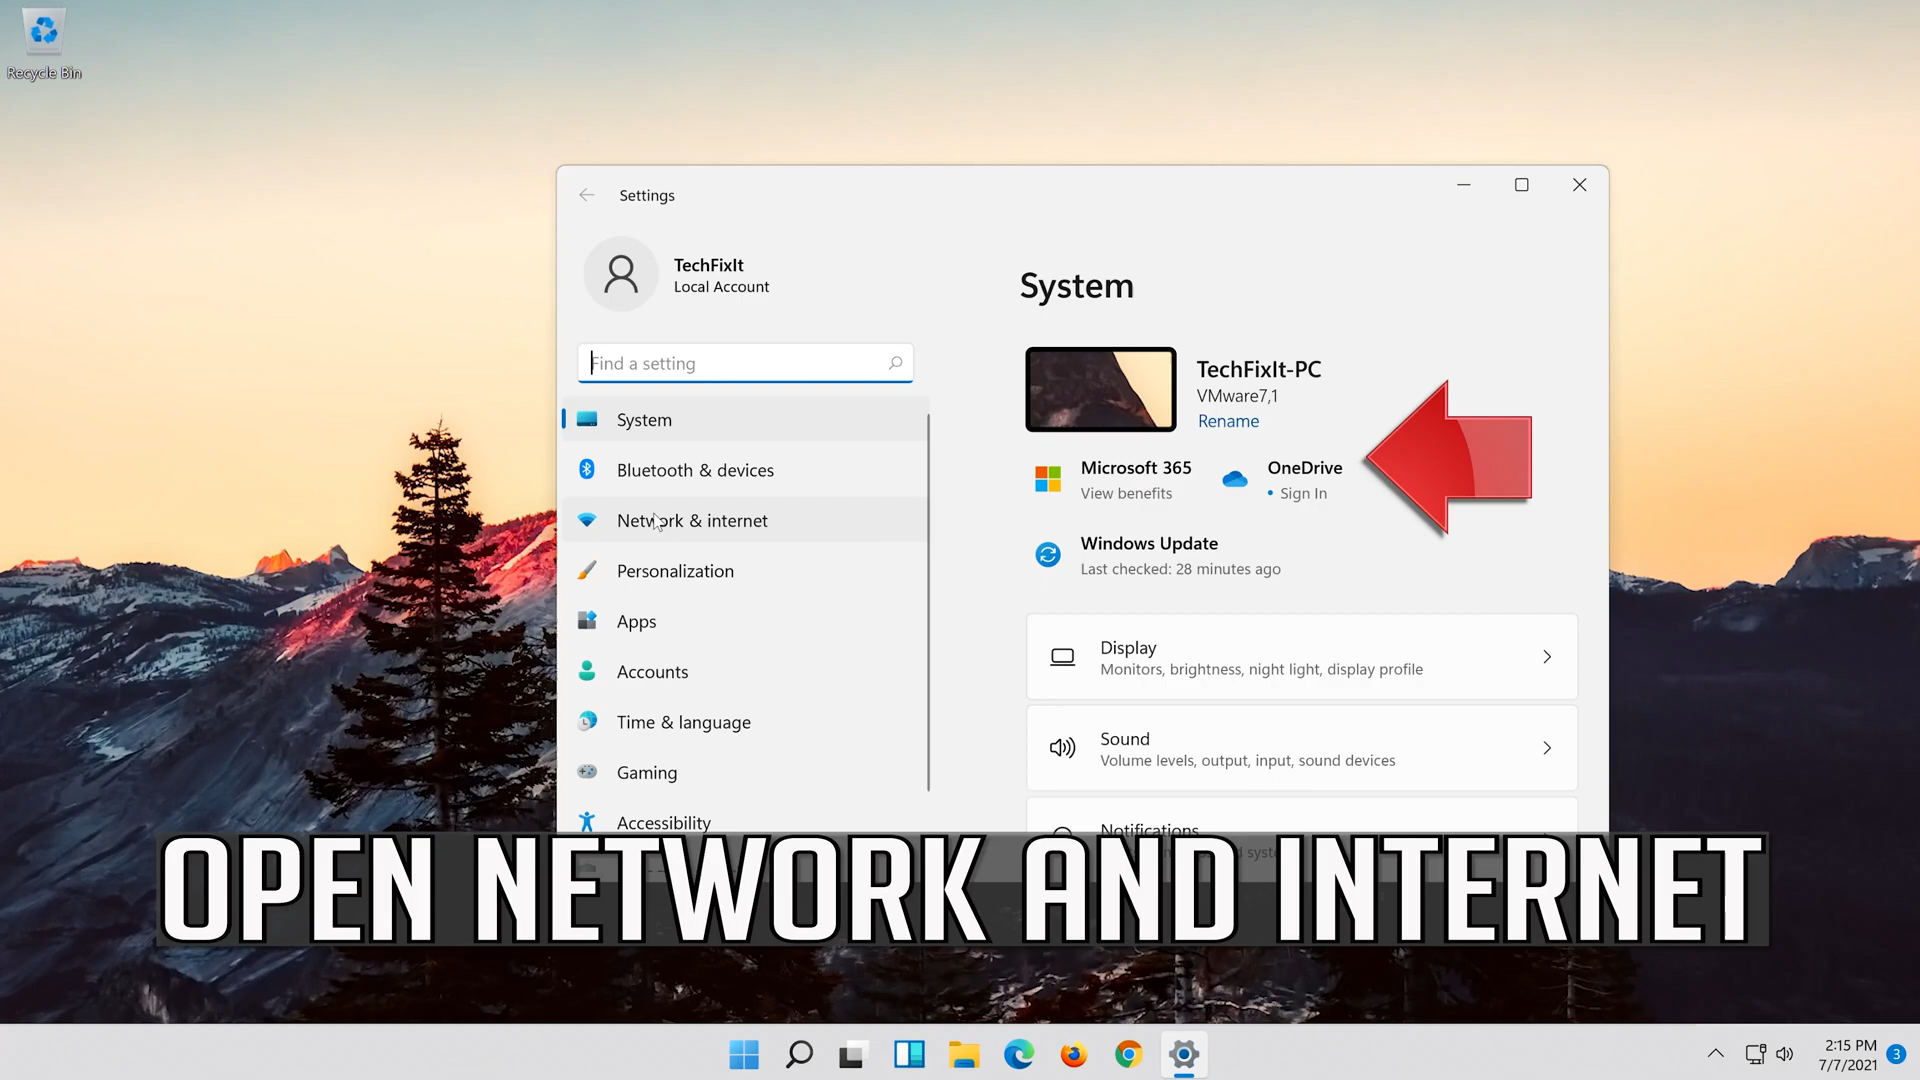 Recycle Bin
Settings
TechFixIt
Local Account
Find a setting
System
Bluetooth & devices
Network & internet
Personalization
Apps
Accounts
Time & language
Gaming
Accessibility
System
TechFixIt-PC
VMware7,1
Rename
Microsoft 365
View benefits
OneDrive
• Sign In
Windows Update
Last checked: 28 minutes ago
Display
Monitors, brightness, night light, display profile
Sound
Volume levels, output, input, sound devices
Notifications
OPEN NETWORK AND INTERNET
2:15 PM
7/7/2021
3